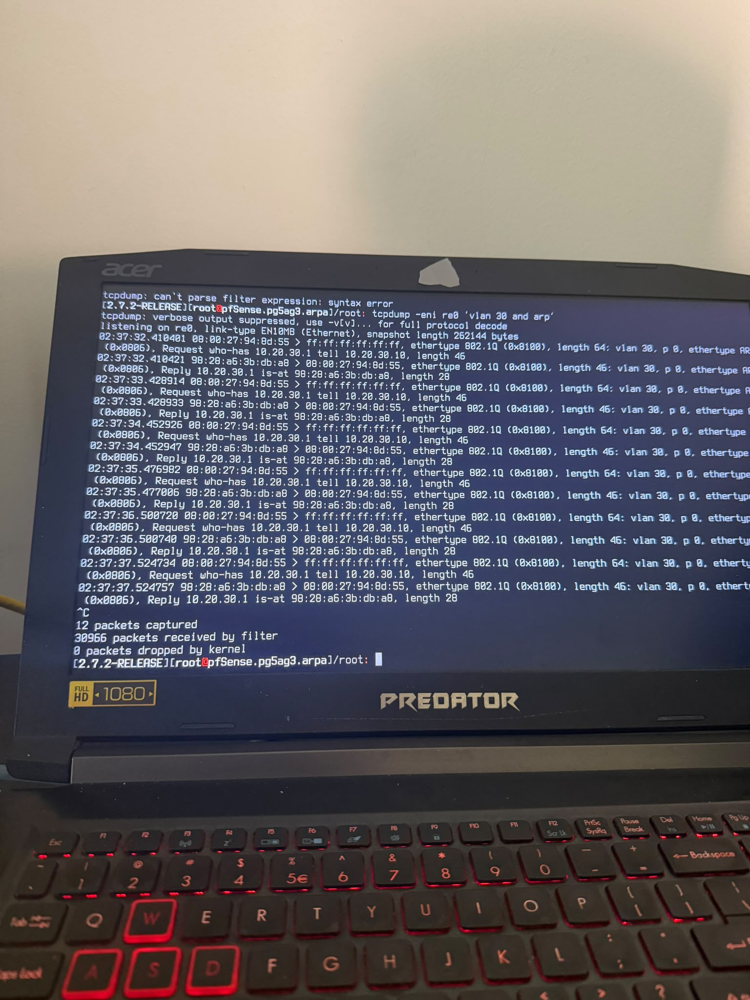 acer
tcpdump: can't parse filter expression: syntax error
[2.7.2-RELEASE][root@pfSense.pg5ag3.arpa]/root: tcpdump -eni re0 'vlan 30 and arp'
tcpdump: verbose output suppressed, use -v[v]... for full protocol decode
listening on re0, link-type EN10MB (Ethernet), snapshot length 262144 bytes
02:37:32.410401 08:00:27:94:8d:55 > ff:ff:ff:ff:ff:ff, ethertype 802.1Q (0x8100), length 64: vlan 30, p 0, ethertype AR
(0x0806), Request who-has 10.20.30.1 tell 10.20.30.10, length 46
02:37:32.410421 98:28:a6:3b:db:a8 > 08:00:27:94:8d:55, ethertype 802.1Q (0x8100), length 46: vlan 30, p 0, ethertype AR
(0x0806), Reply 10.20.30.1 is-at 98:28:a6:3b:db:a8, length 28
02:37:33.428914 08:00:27:94:8d:55 > ff:ff:ff:ff:ff:ff, ethertype 802.1Q (0x8100), length 64: vlan 30, p 0, ethertype A
(0x0806), Request who-has 10.20.30.1 tell 10.20.30.10, length 46
02:37:33.428933 98:28:a6:3b:db:a8 > 08:00:27:94:8d:55, ethertype 802.1Q (0x8100), length 46: vlan 30, p 0, ethertype
(0x0806), Reply 10.20.30.1 is-at 98:28:a6:3b:db:a8, length 28
02:37:34.452926 08:00:27:94:8d:55 > ff:ff:ff:ff:ff:ff, ethertype 802.1Q (0x8100), length 64: vlan 30, p 0, ethertype
(0x0806), Request who-has 10.20.30.1 tell 10.20.30.10, length 46
02:37:34.452947 98:28:a6:3b:db:a8 > 08:00:27:94:8d:55, ethertype 802.1Q (0x8100), length 46: vlan 30, p 0, ethertype
(0x0806), Reply 10.20.30.1 is-at 98:28:a6:3b:db:a8, length 28
02:37:35.476982 08:00:27:94:8d:55 > ff:ff:ff:ff:ff:ff, ethertype 802.1Q (0x8100), length 64: vlan 30, p 0, ethertype
(0x0806), Request who-has 10.20.30.1 tell 10.20.30.10, length 46
02:37:35.477006 98:28:a6:3b:db:a8 > 08:00:27:94:8d:55, ethertype 802.1Q (0x8100), length 46: vlan 30, p 0, ethertype
(0x0806), Reply 10.20.30.1 is-at 98:28:a6:3b:db:a8, length 28
02:37:36.500720 08:00:27:94:8d:55 > ff:ff:ff:ff:ff:ff, ethertype 802.1Q (0x8100), length 64: vlan 30, p 0, ethertyp
(0x0806), Request who-has 10.20.30.1 tell 10.20.30.10, length 46
02:37:36.500740 98:28:a6:3b:db:a8 > 08:00:27:94:8d:55, ethertype 802.1Q (0x8100), length 46: vlan 30, p 0, etherty
(0x0806), Reply 10.20.30.1 is-at 98:28:a6:3b:db:a8, length 28
02:37:37.524734 08:00:27:94:8d:55 > ff:ff:ff:ff:ff:ff, ethertype 802.1Q (0x8100), length 64: vlan 30, p 0, etherty
(0x0806), Request who-has 10.20.30.1 tell 10.20.30.10, length 46
02:37:37.524757 98:28:a6:3b:db:a8 > 08:00:27:94:8d:55, ethertype 802.1Q (0x8100), length 46: vlan 30, p 0, ethert
(0x0806), Reply 10.20.30.1 is-at 98:28:a6:3b:db:a8, length 28
^C
12 packets captured
30966 packets received by filter
0 packets dropped by kernel
[2.7.2-RELEASE][root@pfSense.pg5ag3.arpa]/root:
FULL HD 1080
PREDATOR
Esc F1 F2 F3 F4 F5 F6 F7 F8 F9 F10 F11 F12 Scr Lk PrtSc SysRq Pause Break Del Ins Home Pg Up
~ ` ! 1 @ 2 # 3 $ 4 % 5€ ^ 6 & 7 * 8 ( 9 ) 0 _ - + = Backspace
Tab Q W E R T Y U I O P { [ } ]
Caps Lock A S D F G H J K L : ;
< > ?